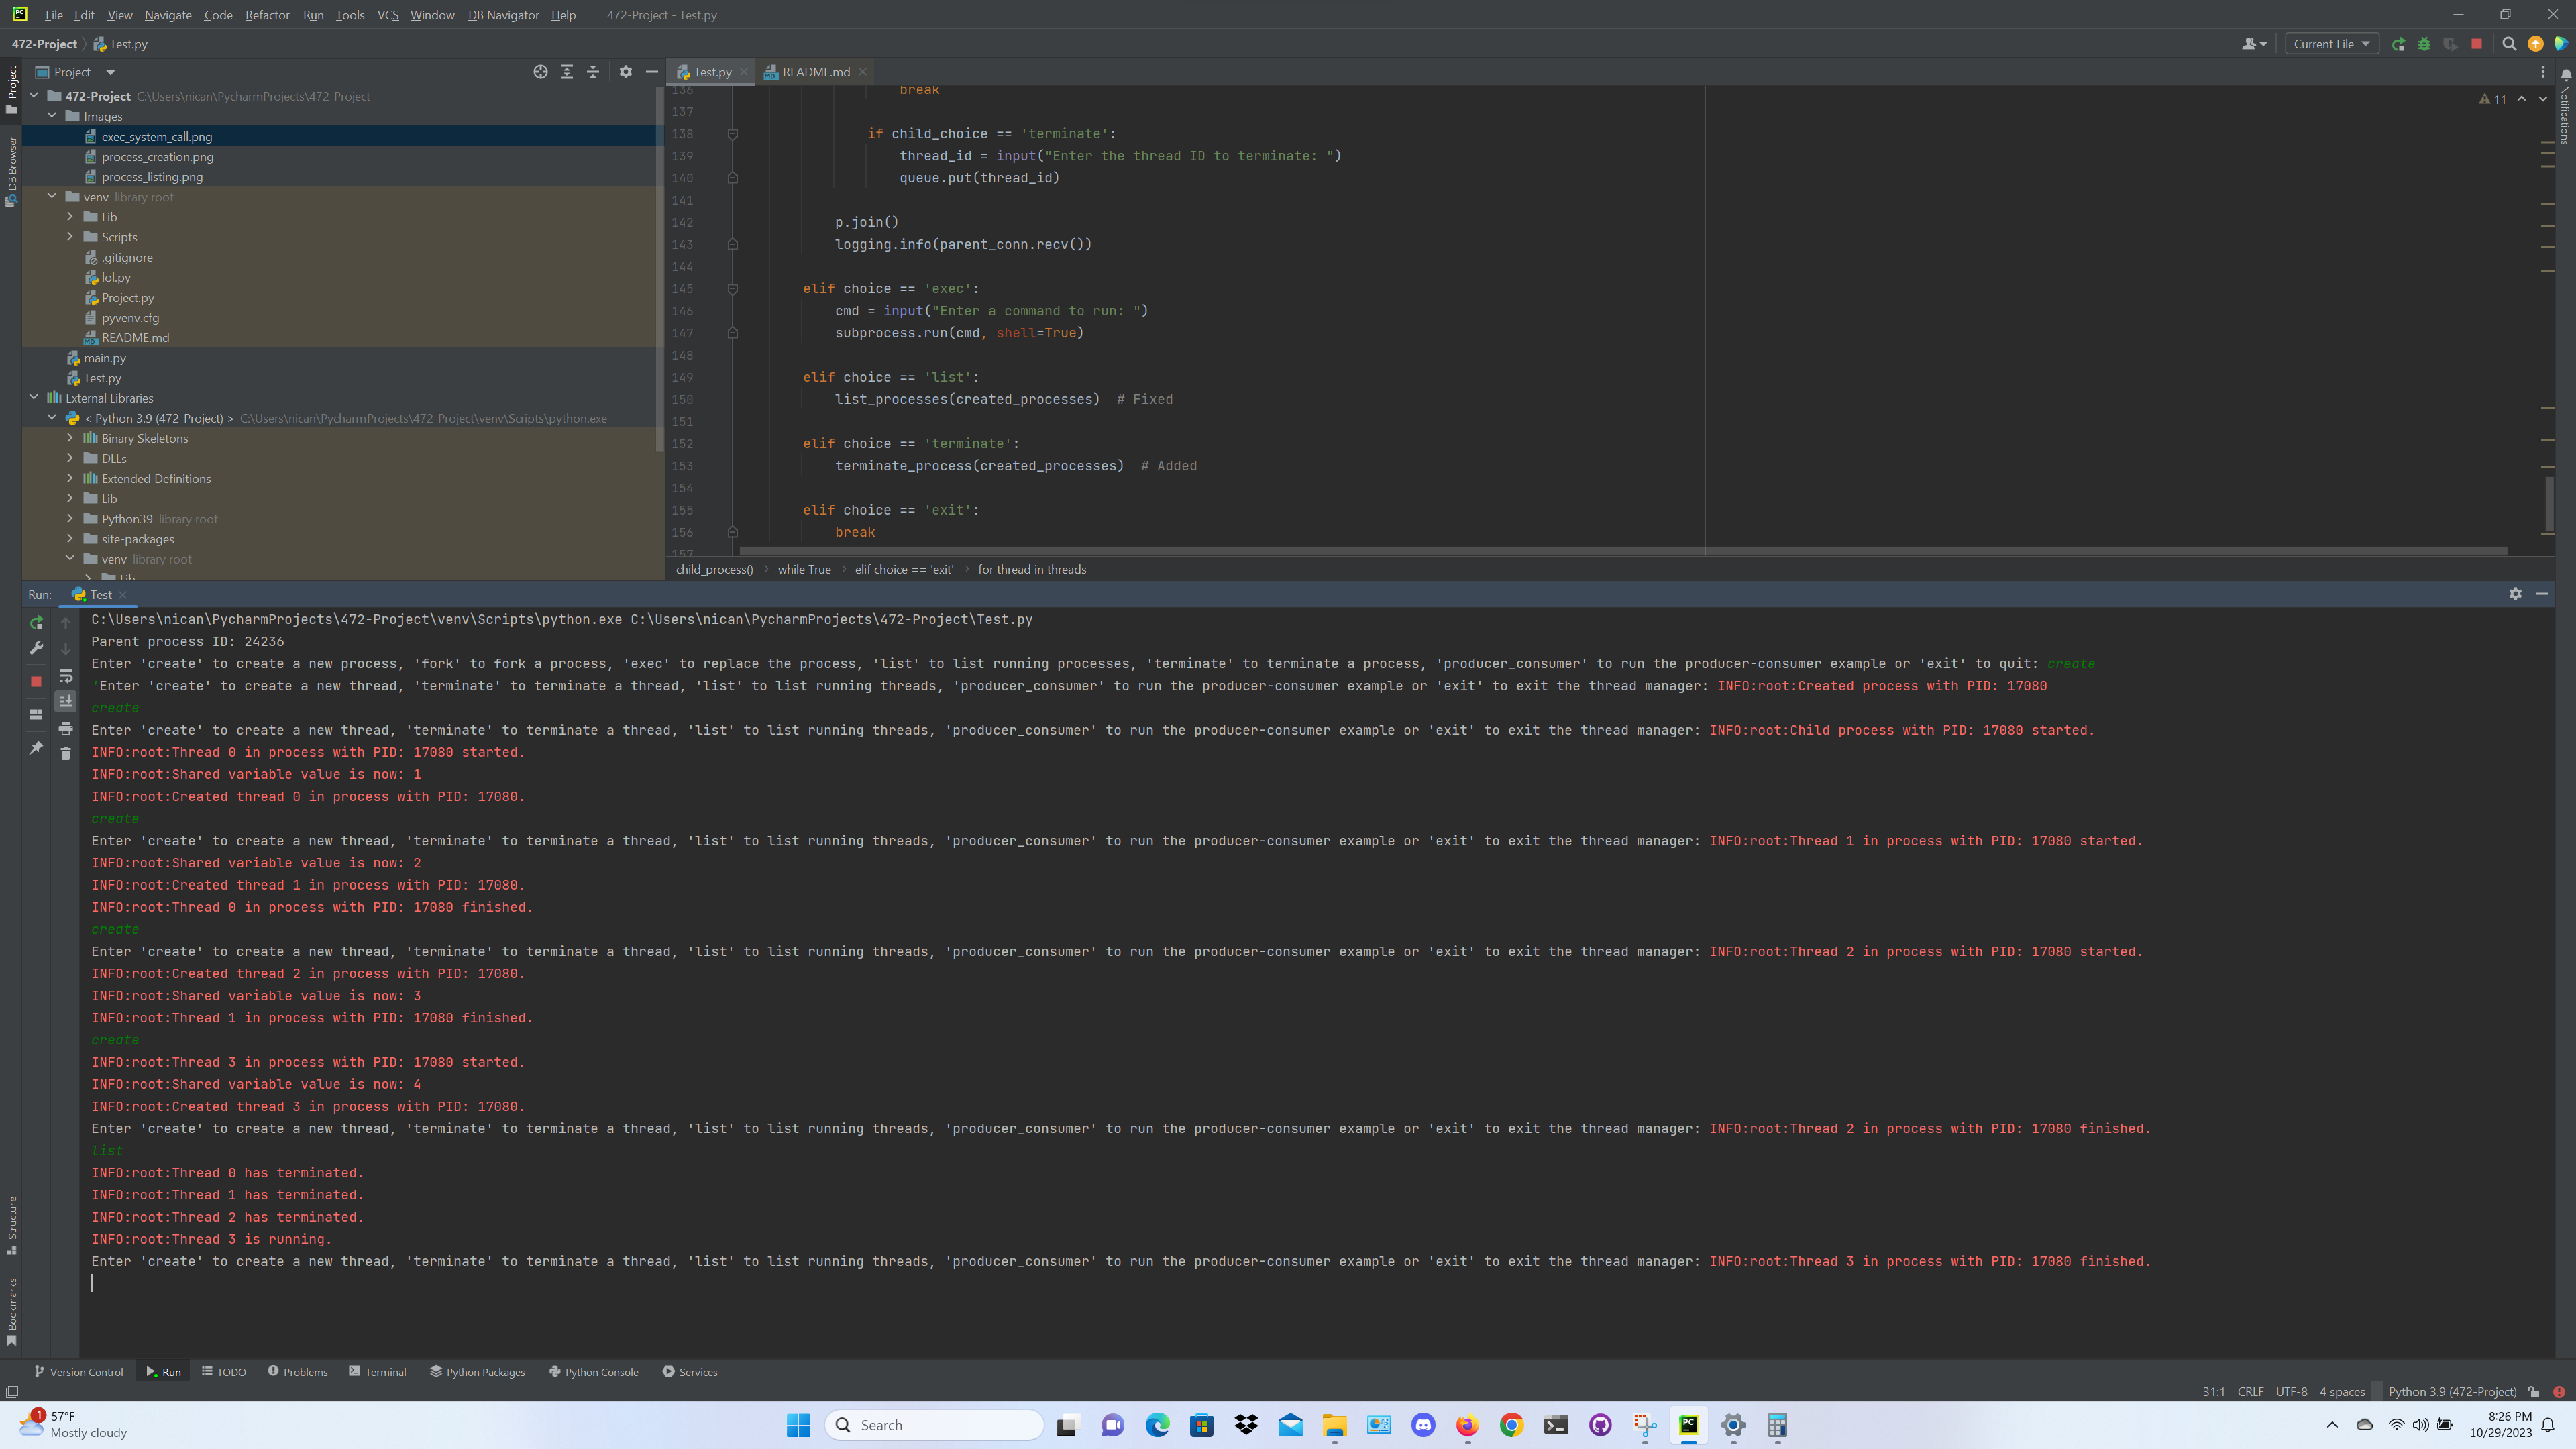 File Edit View Navigate Code Refactor Run Tools VCS Window DB Navigator Help 472-Project - Test.py
472-Project Test.py Current File
Project
472-Project C:\Users\nican\PycharmProjects\472-Project
Images
exec_system_call.png
process_creation.png
process_listing.png
venv library root
Lib
Scripts
.gitignore
lol.py
Project.py
pyvenv.cfg
README.md
main.py
Test.py
External Libraries
< Python 3.9 (472-Project) > C:\Users\nican\PycharmProjects\472-Project\venv\Scripts\python.exe
Binary Skeletons
DLLs
Extended Definitions
Lib
Python39 library root
site-packages
venv library root
Lib
Project
DB Browser
Structure
Bookmarks
Notifications
Test.py README.md
11
136 break
137
138 if child_choice == 'terminate':
139 thread_id = input("Enter the thread ID to terminate: ")
140 queue.put(thread_id)
141
142 p.join()
143 logging.info(parent_conn.recv())
144
145 elif choice == 'exec':
146 cmd = input("Enter a command to run: ")
147 subprocess.run(cmd, shell=True)
148
149 elif choice == 'list':
150 list_processes(created_processes) # Fixed
151
152 elif choice == 'terminate':
153 terminate_process(created_processes) # Added
154
155 elif choice == 'exit':
156 break
157
child_process() while True elif choice == 'exit' for thread in threads
Run: Test
C:\Users\nican\PycharmProjects\472-Project\venv\Scripts\python.exe C:\Users\nican\PycharmProjects\472-Project\Test.py
Parent process ID: 24236
Enter 'create' to create a new process, 'fork' to fork a process, 'exec' to replace the process, 'list' to list running processes, 'terminate' to terminate a process, 'producer_consumer' to run the producer-consumer example or 'exit' to quit: create
'Enter 'create' to create a new thread, 'terminate' to terminate a thread, 'list' to list running threads, 'producer_consumer' to run the producer-consumer example or 'exit' to exit the thread manager: INFO:root:Created process with PID: 17080
create
Enter 'create' to create a new thread, 'terminate' to terminate a thread, 'list' to list running threads, 'producer_consumer' to run the producer-consumer example or 'exit' to exit the thread manager: INFO:root:Child process with PID: 17080 started.
INFO:root:Thread 0 in process with PID: 17080 started.
INFO:root:Shared variable value is now: 1
INFO:root:Created thread 0 in process with PID: 17080.
create
Enter 'create' to create a new thread, 'terminate' to terminate a thread, 'list' to list running threads, 'producer_consumer' to run the producer-consumer example or 'exit' to exit the thread manager: INFO:root:Thread 1 in process with PID: 17080 started.
INFO:root:Shared variable value is now: 2
INFO:root:Created thread 1 in process with PID: 17080.
INFO:root:Thread 0 in process with PID: 17080 finished.
create
Enter 'create' to create a new thread, 'terminate' to terminate a thread, 'list' to list running threads, 'producer_consumer' to run the producer-consumer example or 'exit' to exit the thread manager: INFO:root:Thread 2 in process with PID: 17080 started.
INFO:root:Created thread 2 in process with PID: 17080.
INFO:root:Shared variable value is now: 3
INFO:root:Thread 1 in process with PID: 17080 finished.
create
INFO:root:Thread 3 in process with PID: 17080 started.
INFO:root:Shared variable value is now: 4
INFO:root:Created thread 3 in process with PID: 17080.
Enter 'create' to create a new thread, 'terminate' to terminate a thread, 'list' to list running threads, 'producer_consumer' to run the producer-consumer example or 'exit' to exit the thread manager: INFO:root:Thread 2 in process with PID: 17080 finished.
list
INFO:root:Thread 0 has terminated.
INFO:root:Thread 1 has terminated.
INFO:root:Thread 2 has terminated.
INFO:root:Thread 3 is running.
Enter 'create' to create a new thread, 'terminate' to terminate a thread, 'list' to list running threads, 'producer_consumer' to run the producer-consumer example or 'exit' to exit the thread manager: INFO:root:Thread 3 in process with PID: 17080 finished.
Version Control Run TODO Problems Terminal Python Packages Python Console Services
31:1 CRLF UTF-8 4 spaces Python 3.9 (472-Project)
1 57°F
Mostly cloudy
Search
8:26 PM
10/29/2023